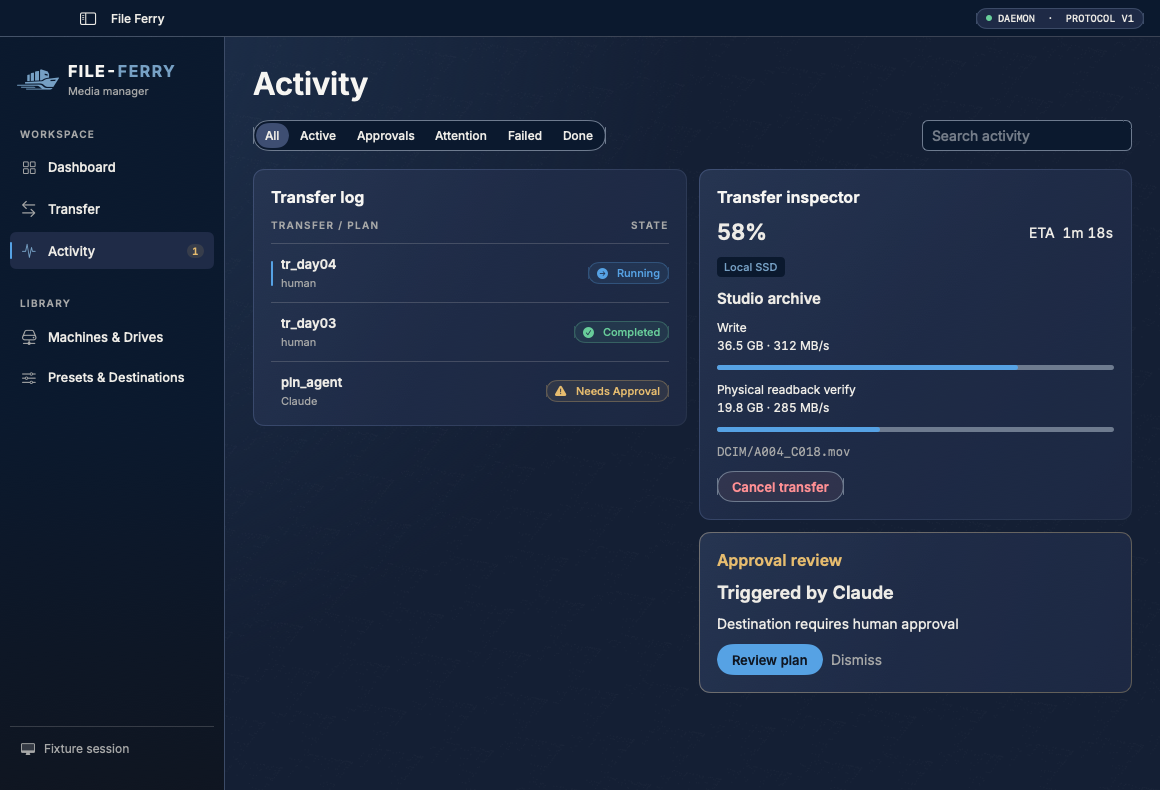 File Ferry
DAEMON · PROTOCOL V1
FILE-FERRY
Media manager
WORKSPACE
Dashboard
Transfer
Activity 1
LIBRARY
Machines & Drives
Presets & Destinations
Fixture session
Activity
All Active Approvals Attention Failed Done
Search activity
Transfer log
TRANSFER / PLAN STATE
tr_day04
human
Running
tr_day03
human
Completed
pln_agent
Claude
Needs Approval
Transfer inspector
58% ETA 1m 18s
Local SSD
Studio archive
Write
36.5 GB · 312 MB/s
Physical readback verify
19.8 GB · 285 MB/s
DCIM/A004_C018.mov
Cancel transfer
Approval review
Triggered by Claude
Destination requires human approval
Review plan Dismiss